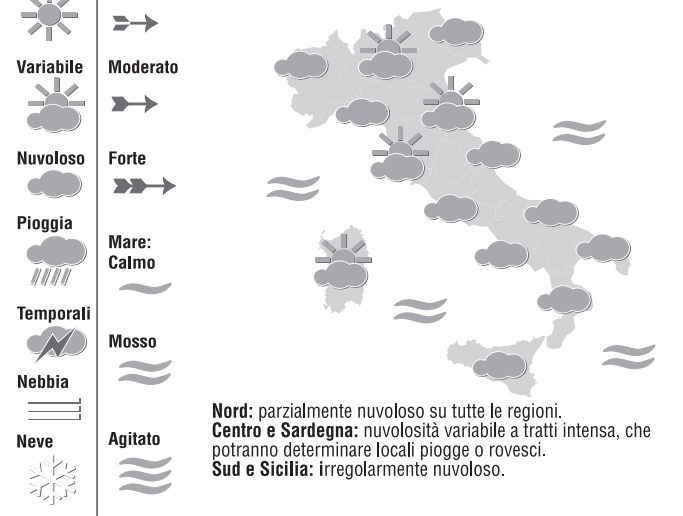 Variabile
Moderato
Nuvoloso
Forte
Pioggia
Mare:
Calmo
Temporali
Mosso
Nebbia
Neve
Agitato
Nord: parzialmente nuvoloso su tutte le regioni.
Centro e Sardegna: nuvolosità variabile a tratti intensa, che
potranno determinare locali piogge o rovesci.
Sud e Sicilia: irregolarmente nuvoloso.